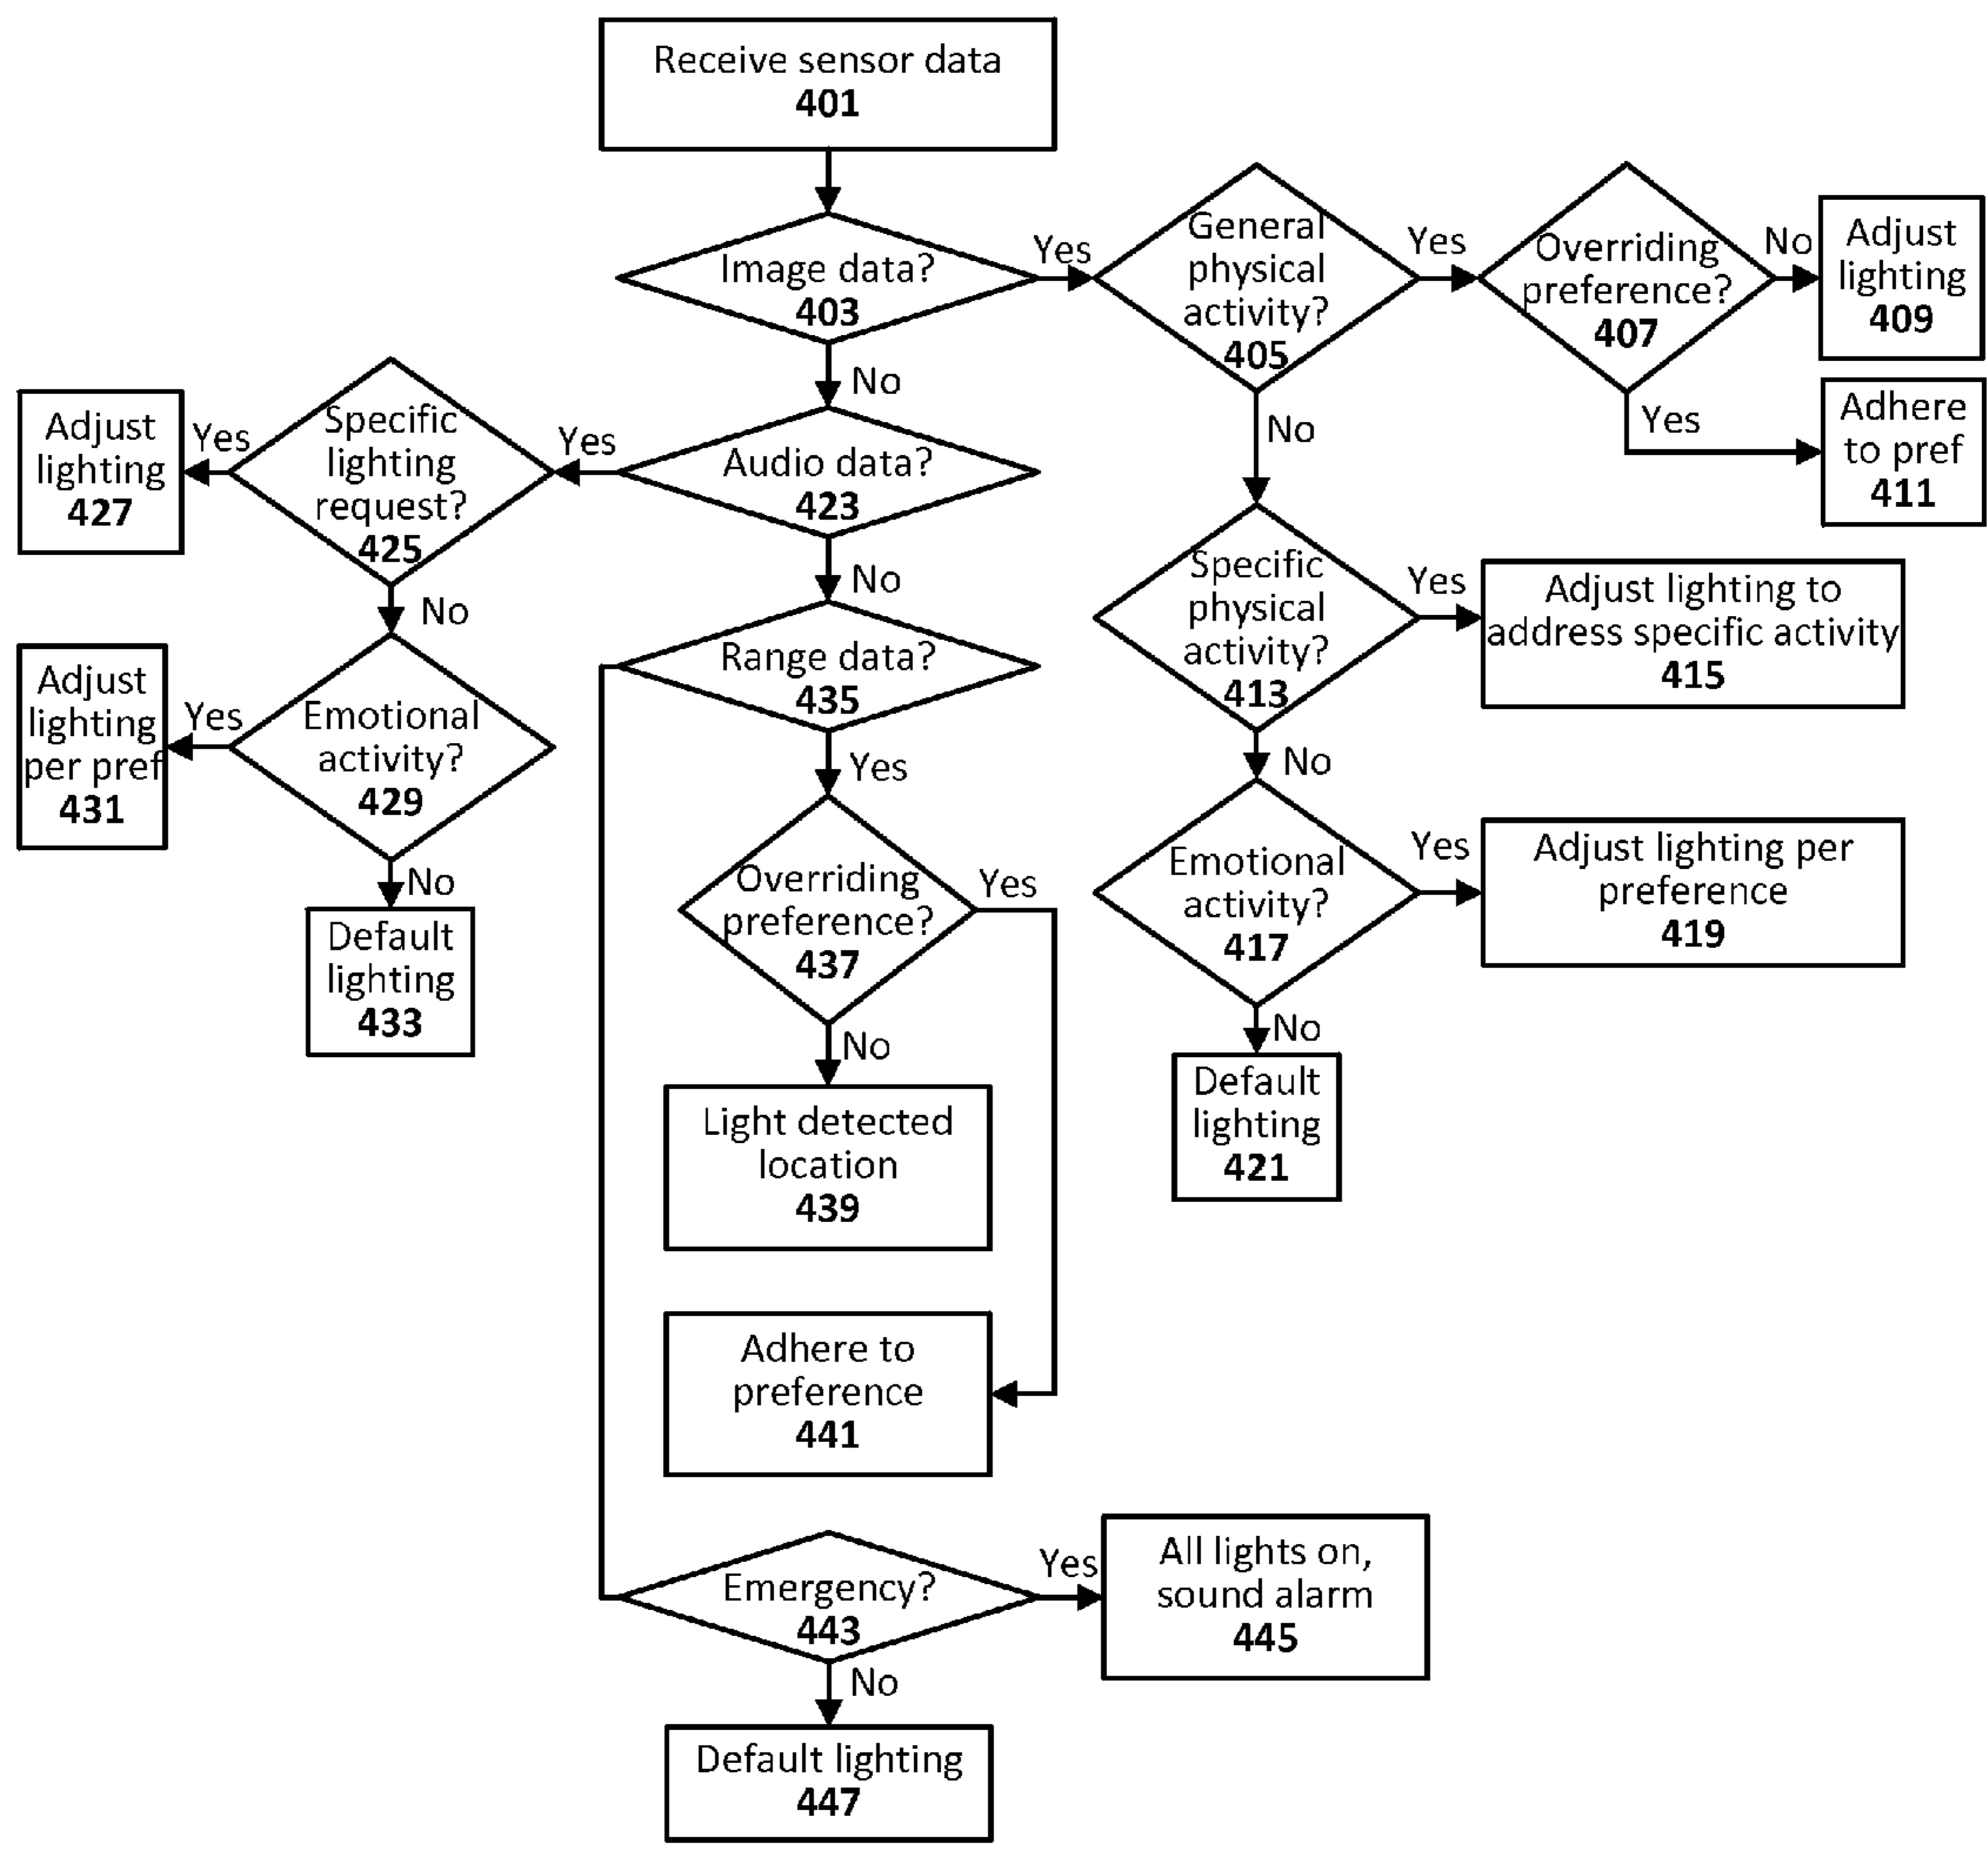 Receive sensor data
401
Image data?
403
Yes
General
physical
activity?
405
Yes
Overriding
preference?
407
No
Adjust
lighting
409
Yes
Adhere
to pref
411
No
Specific
physical
activity?
413
Yes
Adjust lighting to
address specific activity
415
No
Emotional
activity?
417
Yes
Adjust lighting per
preference
419
No
Default
lighting
421
No
Audio data?
423
Yes
Specific
lighting
request?
425
Yes
Adjust
lighting
427
No
Emotional
activity?
429
Yes
Adjust
lighting
per pref
431
No
Default
lighting
433
No
Range data?
435
Yes
Overriding
preference?
437
Yes
No
Light detected
location
439
Adhere to
preference
441
Emergency?
443
Yes
All lights on,
sound alarm
445
No
Default lighting
447